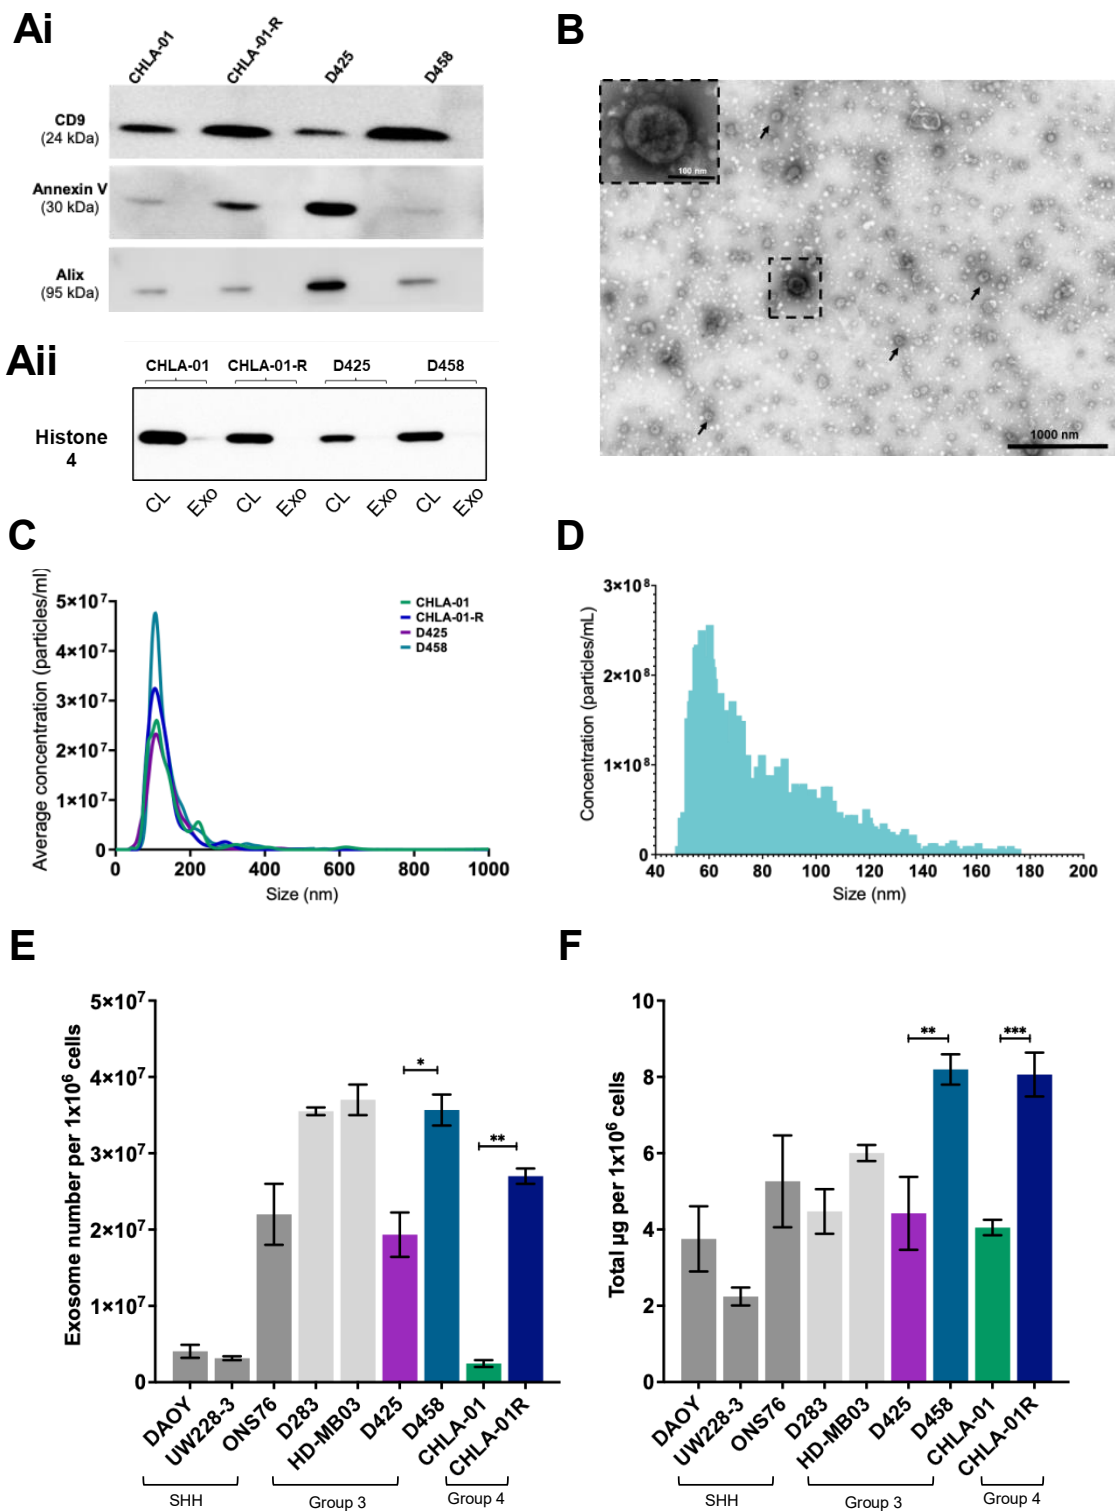 Ai
CHLA-01
CHLA-01-R
D425
D458
CD9
(24 kDa)
Annexin V
(30 kDa)
Alix
(95 kDa)
Aii
CHLA-01 CHLA-01-R D425 D458
Histone
4
CL Exo CL Exo CL Exo CL Exo
B
100 nm
1000 nm
C
Average concentration (particles/ml)
5×10⁷
4×10⁷
3×10⁷
2×10⁷
1×10⁷
0
0 200 400 600 800 1000
Size (nm)
CHLA-01
CHLA-01-R
D425
D458
D
Concentration (particles/mL)
3×10⁸
2×10⁸
1×10⁸
0
40 60 80 100 120 140 160 180 200
Size (nm)
E
Exosome number per 1x10⁶ cells
5×10⁷
4×10⁷
3×10⁷
2×10⁷
1×10⁷
0
*
**
DAOY
UW228-3
ONS76
D283
HD-MB03
D425
D458
CHLA-01
CHLA-01R
SHH
Group 3
Group 4
F
Total µg per 1x10⁶ cells
10
8
6
4
2
0
**
***
DAOY
UW228-3
ONS76
D283
HD-MB03
D425
D458
CHLA-01
CHLA-01R
SHH
Group 3
Group 4